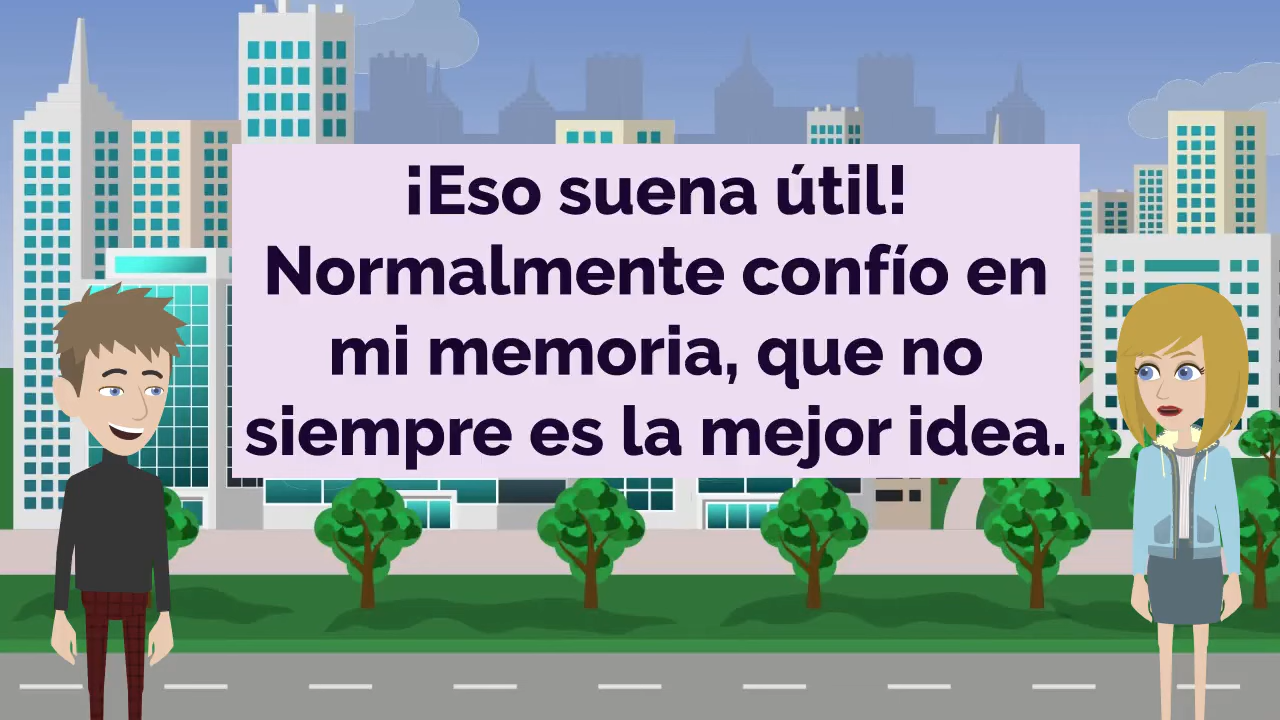 ¡Eso suena útil!
Normalmente confío en
mi memoria, que no
siempre es la mejor idea.